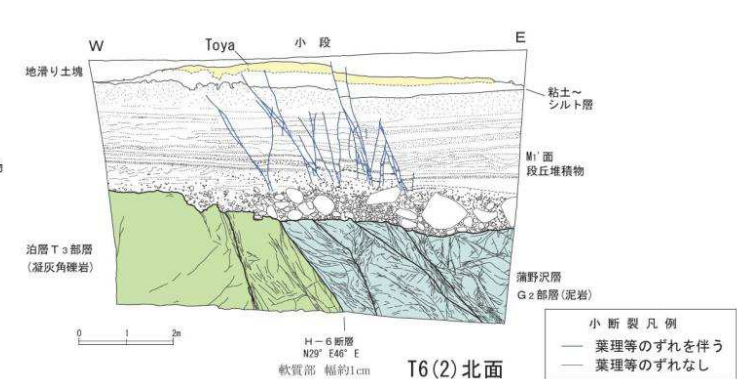 W
Toya
小段
E
地滑り土塊
粘土～
シルト層
物
M1'面
段丘堆積物
泊層T3部層
(凝灰角礫岩)
蒲野沢層
G2部層(泥岩)
0 1 2m
H-6断層
N29°E46°E
軟質部 幅約1cm
T6(2)北面
小断裂凡例
葉理等のずれを伴う
葉理等のずれなし